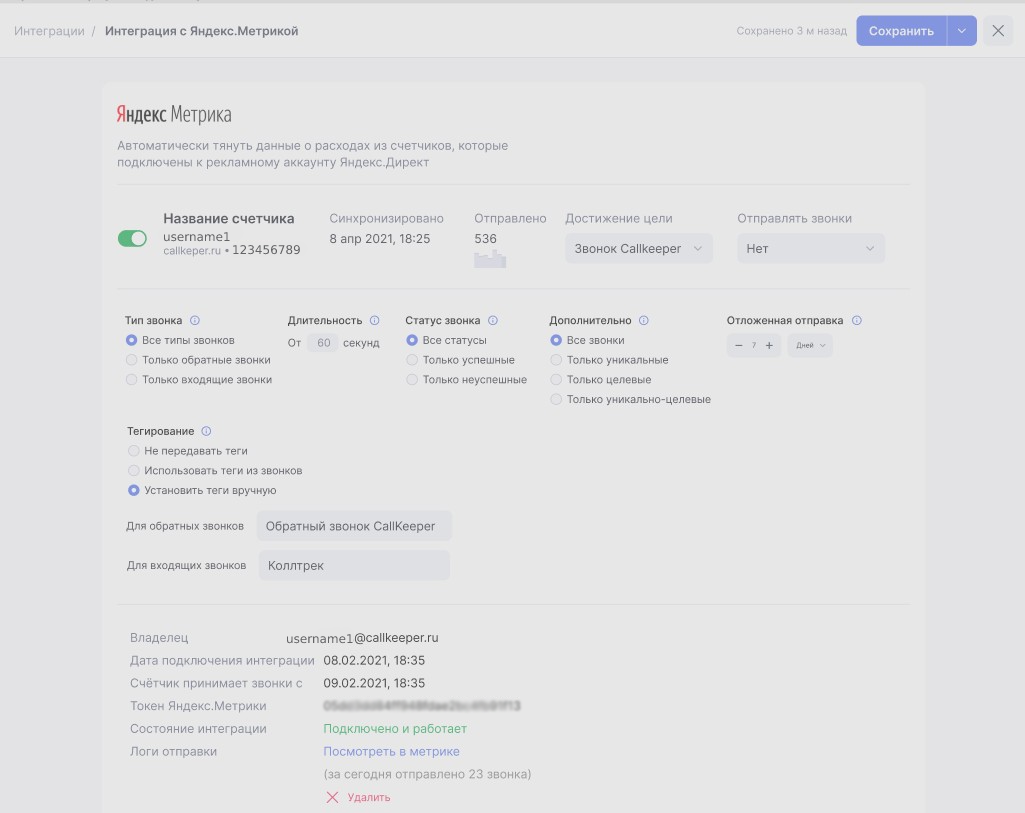 Интеграции / Интеграция с Яндекс.Метрикой
Сохранено 3 м назад
Сохранить
Яндекс Метрика
Автоматически тянуть данные о расходах из счетчиков, которые
подключены к рекламному аккаунту Яндекс.Директ
Название счетчика
username1
callkeper.ru • 123456789
Синхронизировано
8 апр 2021, 18:25
Отправлено
536
Достижение цели
Звонок Callkeeper
Отправлять звонки
Нет
Тип звонка
Все типы звонков
Только обратные звонки
Только входящие звонки
Длительность
От 60 секунд
Статус звонка
Все статусы
Только успешные
Только неуспешные
Дополнительно
Все звонки
Только уникальные
Только целевые
Только уникально-целевые
Отложенная отправка
− 7 + Дней
Тегирование
Не передавать теги
Использовать теги из звонков
Установить теги вручную
Для обратных звонков Обратный звонок CallKeeper
Для входящих звонков Коллтрек
Владелец username1@callkeeper.ru
Дата подключения интеграции 08.02.2021, 18:35
Счётчик принимает звонки с 09.02.2021, 18:35
Токен Яндекс.Метрики
Состояние интеграции Подключено и работает
Логи отправки Посмотреть в метрике
(за сегодня отправлено 23 звонка)
Удалить